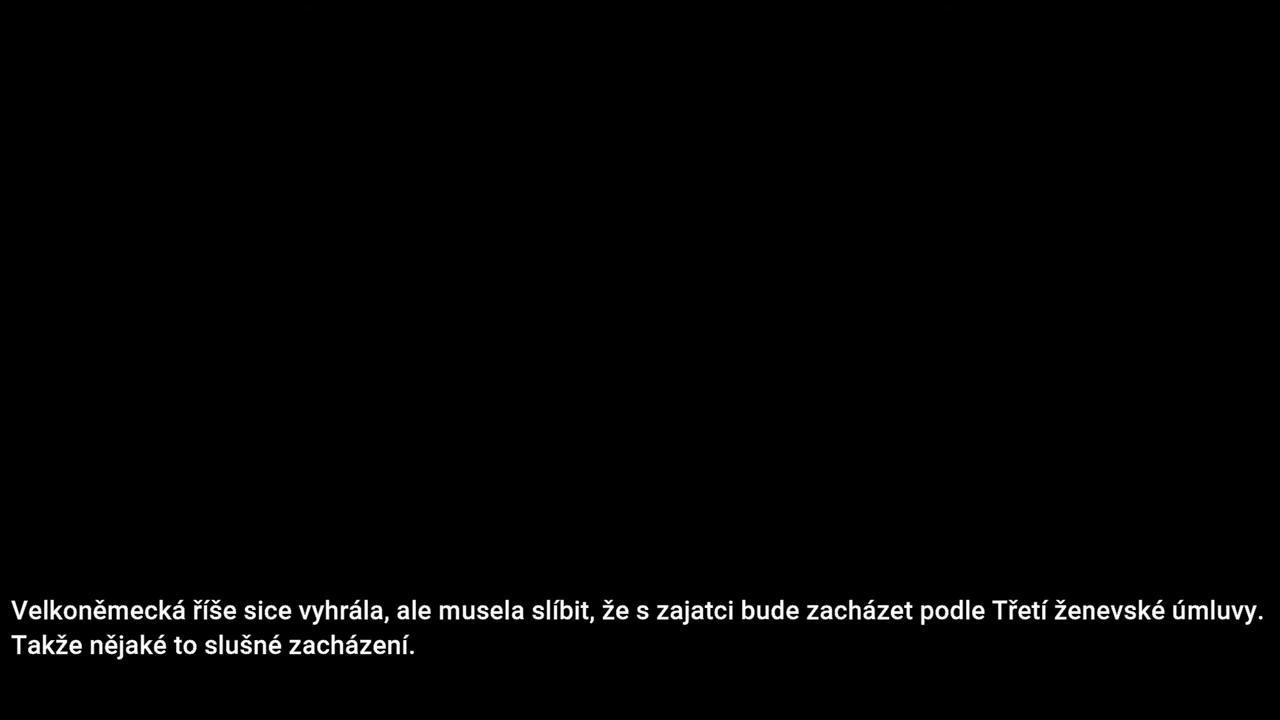 Velkoněmecká říše sice vyhrála, ale musela slíbit, že s zajatci bude zacházet podle Třetí ženevské úmluvy.
Takže nějaké to slušné zacházení.